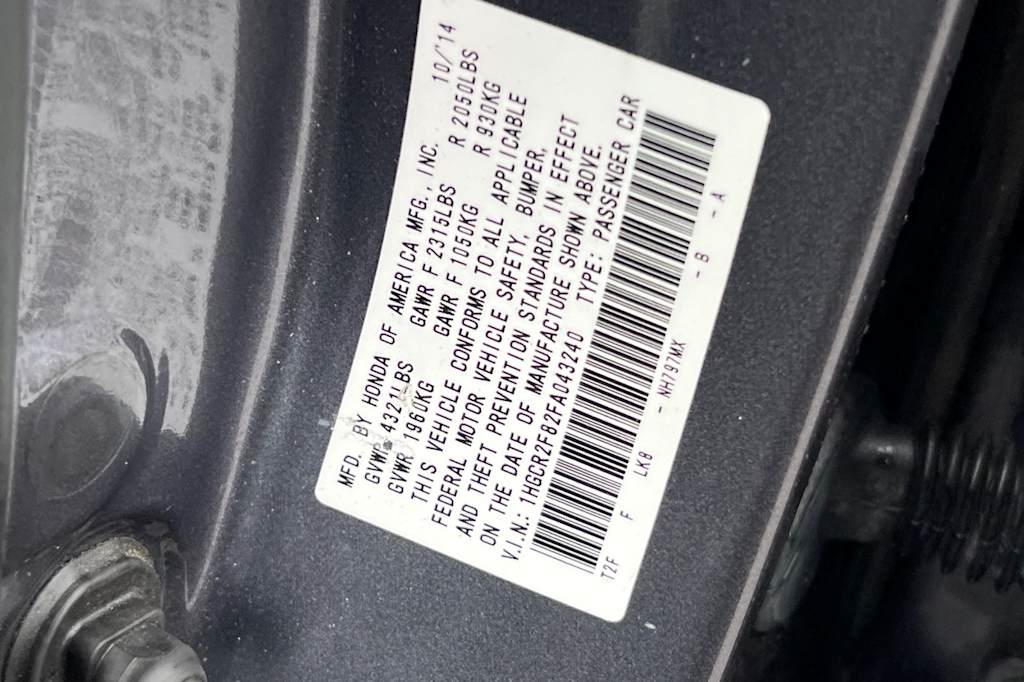 MFD. BY HONDA OF AMERICA MFG., INC. 10/'14
GVWR 4321LBS GAWR F 2315LBS R 2050LBS
GVWR 1960KG GAWR F 1050KG R 930KG
THIS VEHICLE CONFORMS TO ALL APPLICABLE
FEDERAL MOTOR VEHICLE SAFETY, BUMPER,
AND THEFT PREVENTION STANDARDS IN EFFECT
ON THE DATE OF MANUFACTURE SHOWN ABOVE.
V.I.N.: 1HGCR2F82FA043240 TYPE: PASSENGER CAR
T2F F LK8 - NH797MX - B - A